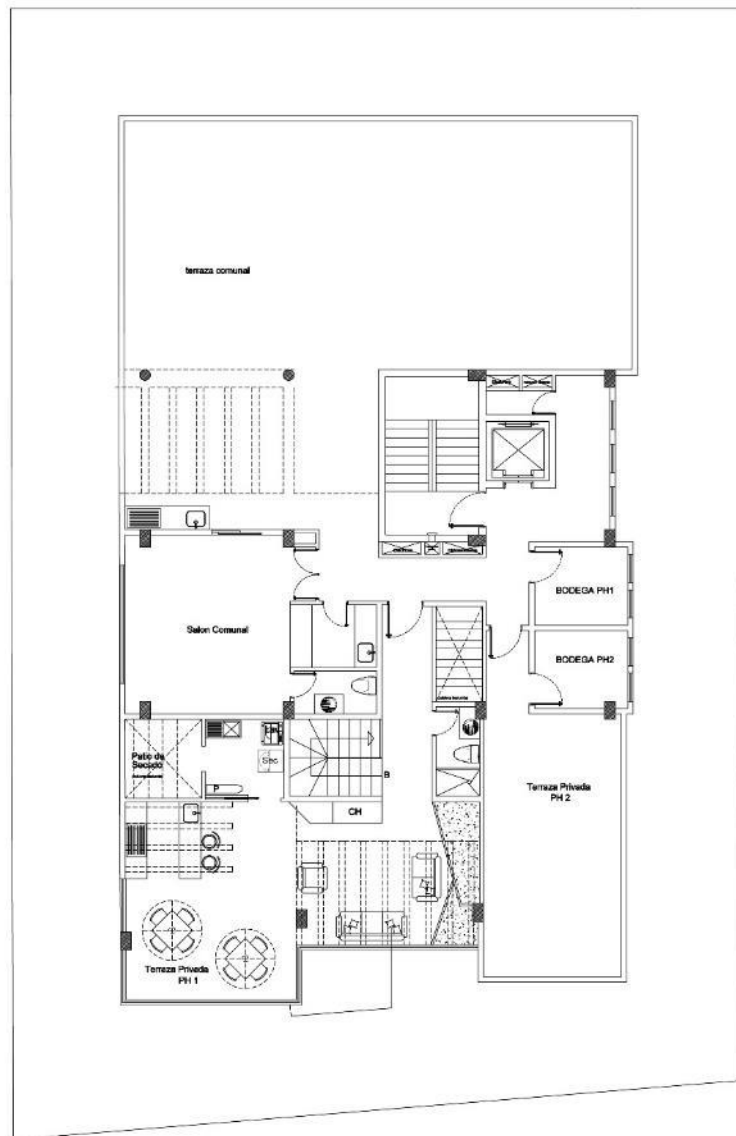 terraza comunal
BODEGA PH1
Salon Comunal
BODEGA PH2
Patio de
Secado
Sec
B
P
Terraza Privada
PH 2
CH
Terraza Privada
PH 1